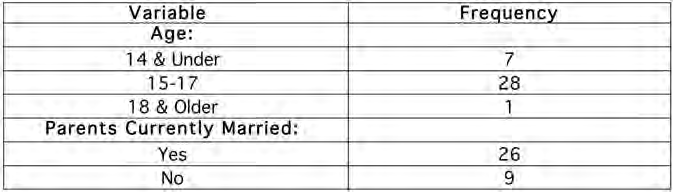 Variable Frequency
Age:
14 & Under 7
15-17 28
18 & Older 1
Parents Currently Married:
Yes 26
No 9